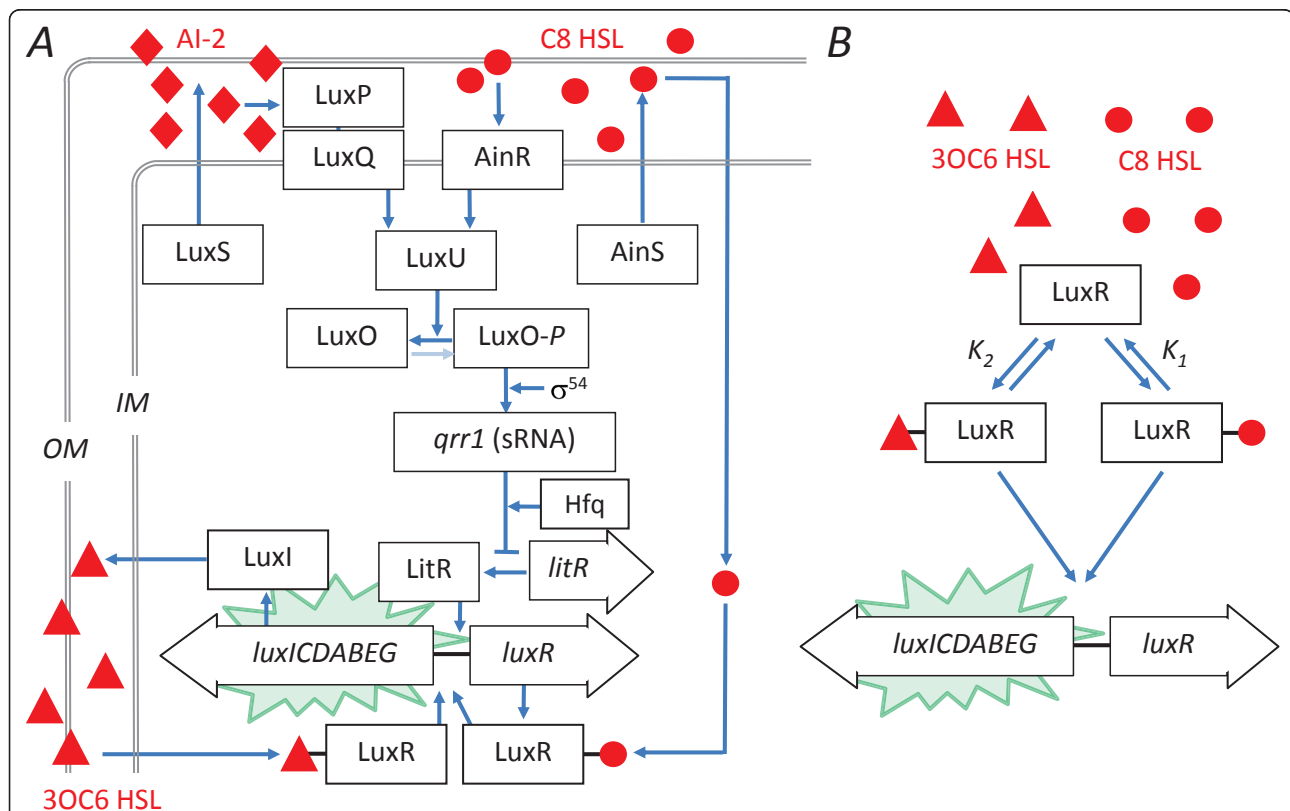 A
AI-2
C8 HSL
LuxP
LuxQ
AinR
LuxS
LuxU
AinS
LuxO
LuxO-P
σ54
IM
OM
qrr1 (sRNA)
Hfq
LuxI
LitR
litR
luxICDABEG
luxR
LuxR
LuxR
3OC6 HSL
B
3OC6 HSL
C8 HSL
LuxR
K2
K1
LuxR
LuxR
luxICDABEG
luxR